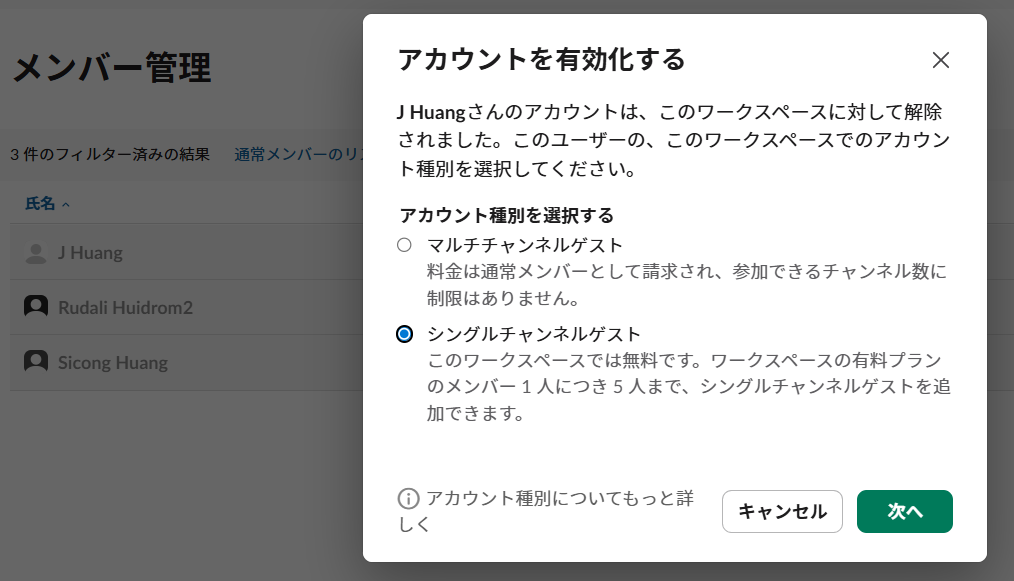 メンバー管理
3 件のフィルター済みの結果 通常メンバーのリ
氏名
J Huang
Rudali Huidrom2
Sicong Huang
アカウントを有効化する
J Huangさんのアカウントは、このワークスペースに対して解除
されました。このユーザーの、このワークスペースでのアカウン
ト種別を選択してください。
アカウント種別を選択する
マルチチャンネルゲスト
料金は通常メンバーとして請求され、参加できるチャンネル数に
制限はありません。
シングルチャンネルゲスト
このワークスペースでは無料です。ワークスペースの有料プラン
のメンバー 1 人につき 5 人まで、シングルチャンネルゲストを追
加できます。
アカウント種別についてもっと詳
しく
キャンセル
次へ